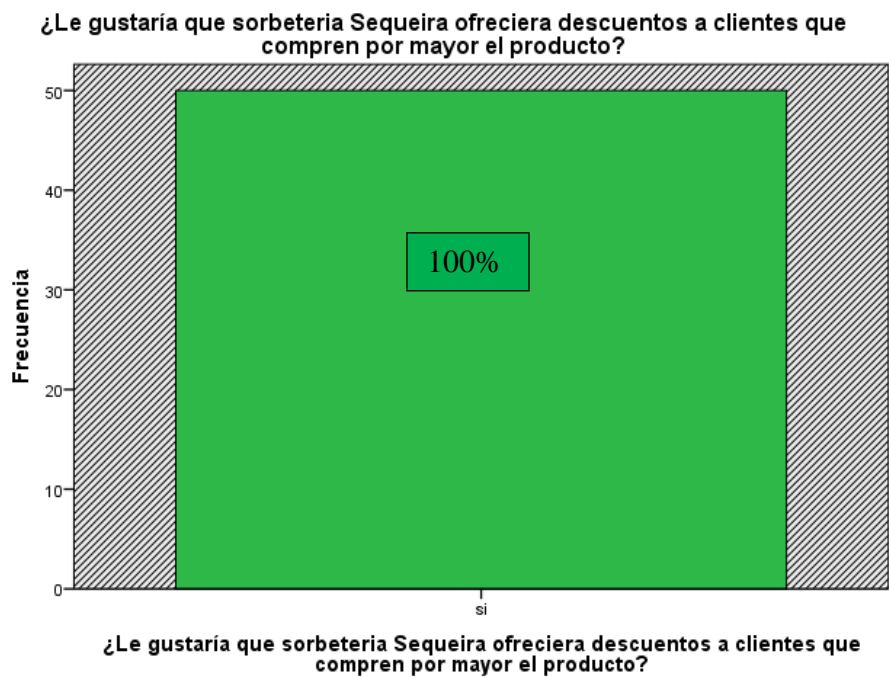 ¿Le gustaría que sorbeteria Sequeira ofreciera descuentos a clientes que
compren por mayor el producto?
Frecuencia
50
40
30
20
10
0
100%
si
¿Le gustaría que sorbeteria Sequeira ofreciera descuentos a clientes que
compren por mayor el producto?